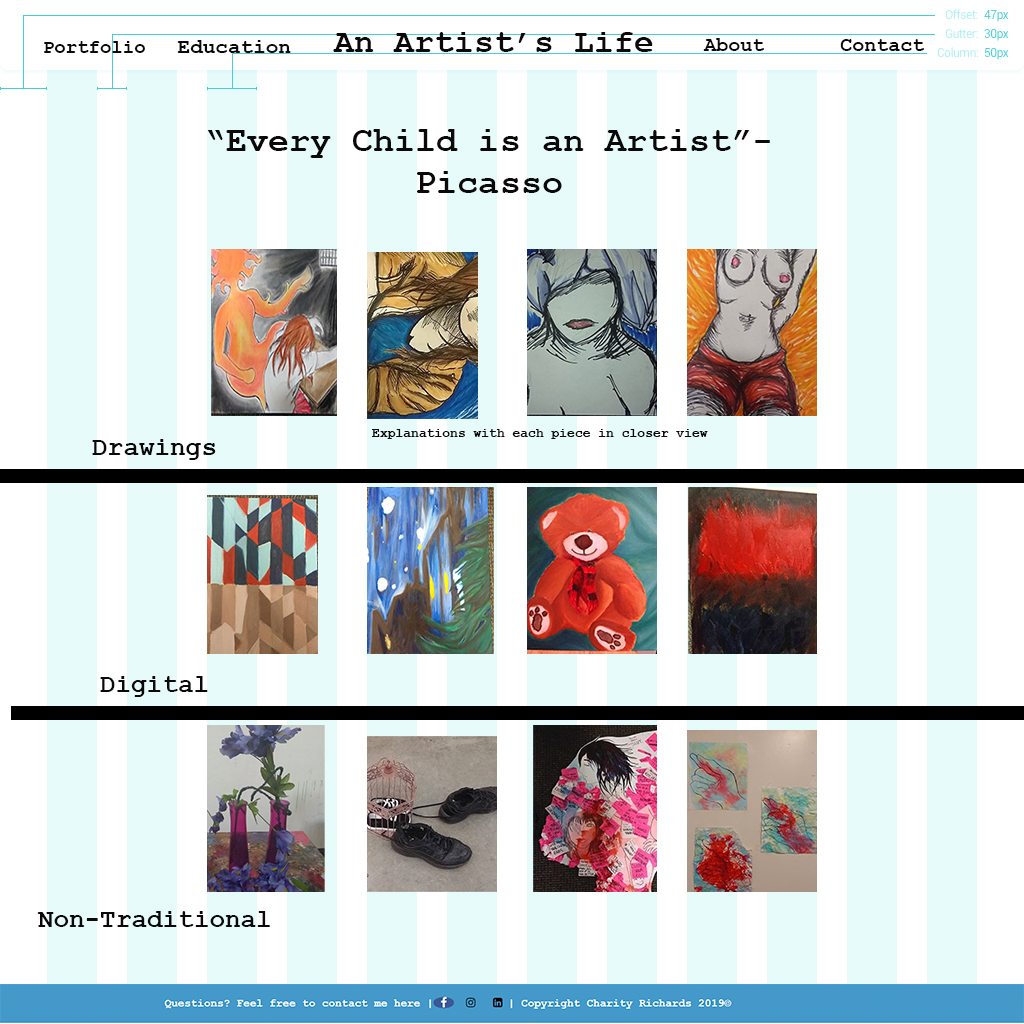 Offset: 47px
Portfolio Education An Artist’s Life About Contact
Gutter: 30px
Column: 50px
“Every Child is an Artist”-
Picasso
Explanations with each piece in closer view
Drawings
Digital
Non-Traditional
Questions? Feel free to contact me here | | Copyright Charity Richards 2019©